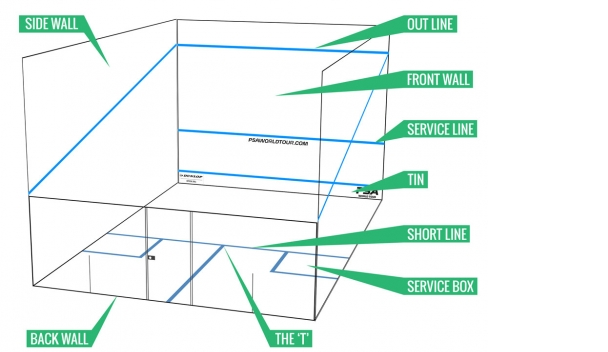 SIDE WALL
OUT LINE
FRONT WALL
SERVICE LINE
PSAWORLDTOUR.COM
TIN
DUNLOP
PSA
SHORT LINE
SERVICE BOX
BACK WALL
THE 'T'